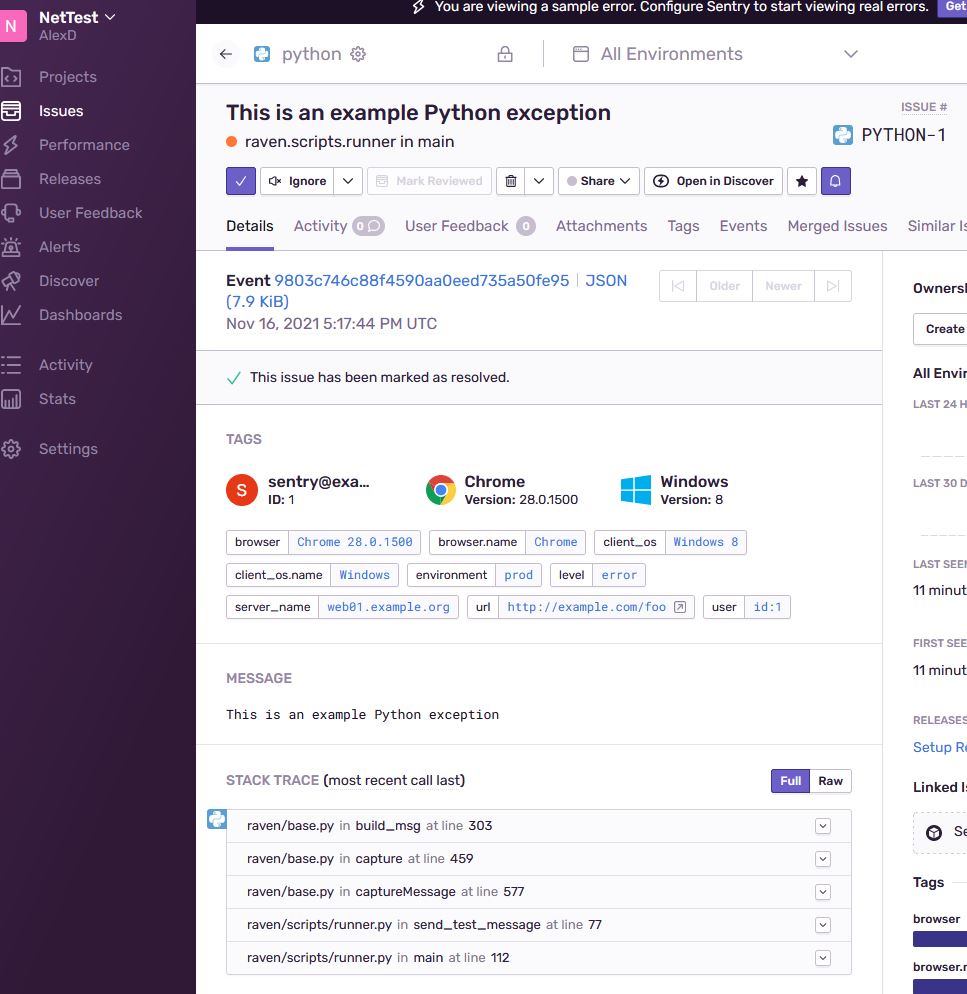 You are viewing a sample error. Configure Sentry to start viewing real errors. Get
N NetTest
AlexD
Projects
Issues
Performance
Releases
User Feedback
Alerts
Discover
Dashboards
Activity
Stats
Settings
python All Environments
This is an example Python exception
raven.scripts.runner in main
ISSUE #
PYTHON-1
Ignore Mark Reviewed Share Open in Discover
Details Activity 0 User Feedback 0 Attachments Tags Events Merged Issues Similar Is
Event 9803c746c88f4590aa0eed735a50fe95 JSON
(7.9 KiB)
Nov 16, 2021 5:17:44 PM UTC
Older Newer
This issue has been marked as resolved.
TAGS
S sentry@exa...
ID: 1
Chrome
Version: 28.0.1500
Windows
Version: 8
browser Chrome 28.0.1500 browser.name Chrome client_os Windows 8
client_os.name Windows environment prod level error
server_name web01.example.org url http://example.com/foo user id:1
MESSAGE
This is an example Python exception
STACK TRACE (most recent call last) Full Raw
raven/base.py in build_msg at line 303
raven/base.py in capture at line 459
raven/base.py in captureMessage at line 577
raven/scripts/runner.py in send_test_message at line 77
raven/scripts/runner.py in main at line 112
Ownersh
Create
All Envir
LAST 24 H
LAST 30 D
LAST SEEN
11 minut
FIRST SEE
11 minut
RELEASES
Setup Re
Linked Is
Se
Tags
browser
browser.n